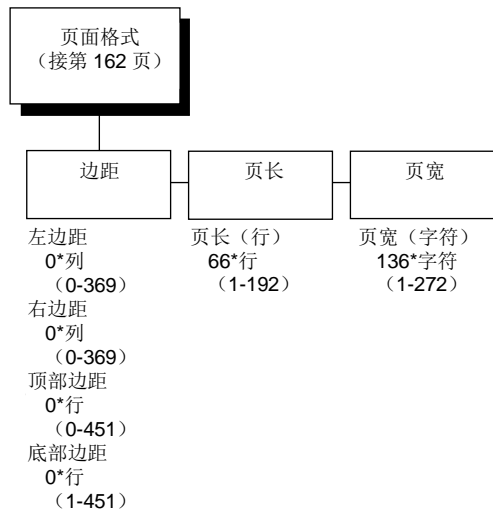 页面格式
（接第 162 页）
边距
页长
页宽
左边距
0*列
（0-369）
右边距
0*列
（0-369）
顶部边距
0*行
（0-451）
底部边距
0*行
（1-451）
页长（行）
66*行
（1-192）
页宽（字符）
136*字符
（1-272）